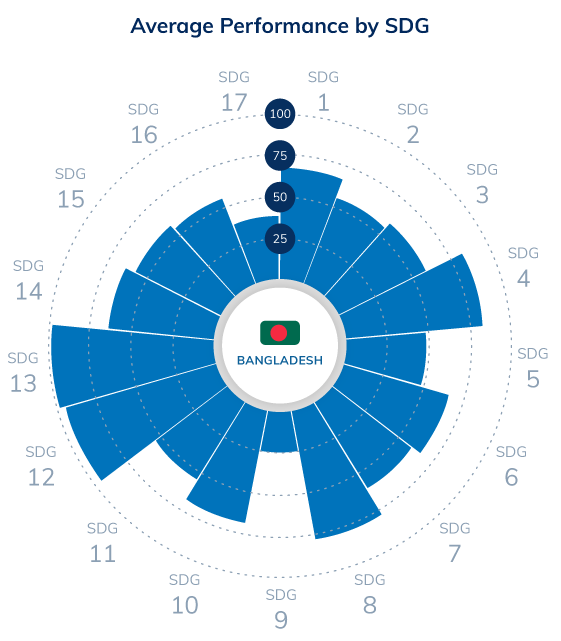 Average Performance by SDG
SDG
1
SDG
2
SDG
3
SDG
4
SDG
5
SDG
6
SDG
7
SDG
8
SDG
9
SDG
10
SDG
11
SDG
12
SDG
13
SDG
14
SDG
15
SDG
16
SDG
17
100
75
50
25
BANGLADESH